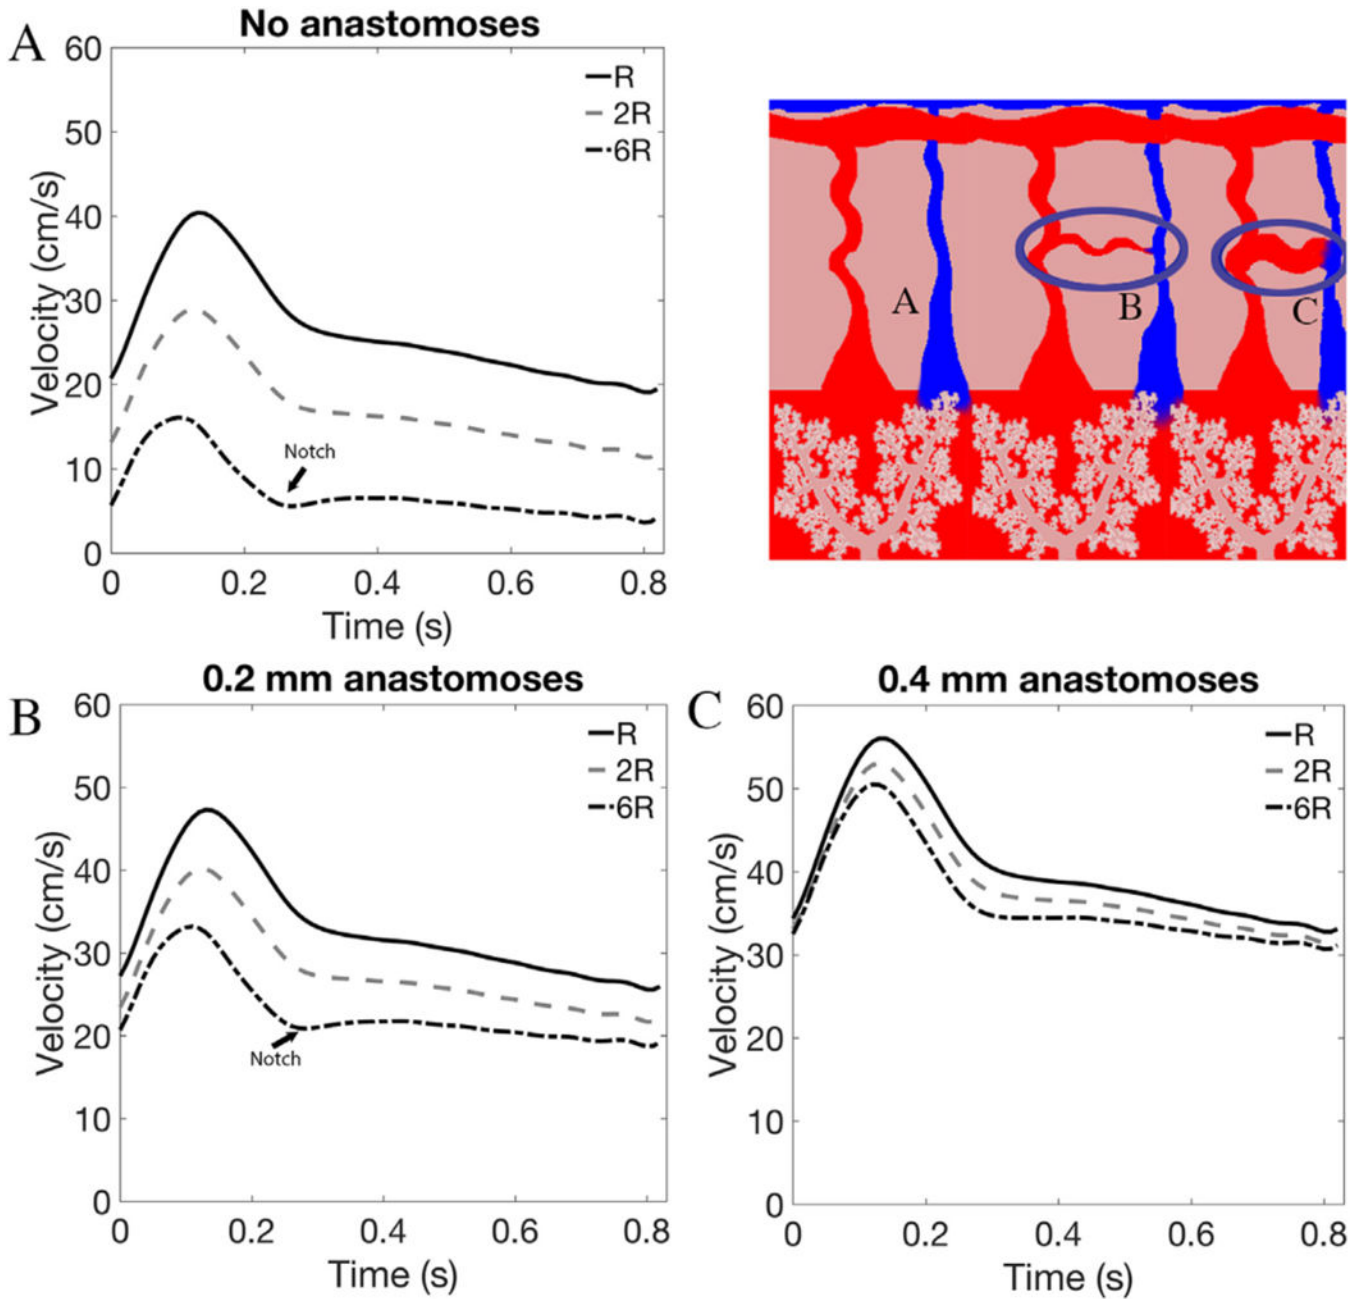 A
No anastomoses
60
50
40
30
20
10
0
Velocity (cm/s)
R
2R
6R
Notch
0 0.2 0.4 0.6 0.8
Time (s)
A
B
C
B
0.2 mm anastomoses
60
50
40
30
20
10
0
Velocity (cm/s)
R
2R
6R
Notch
0 0.2 0.4 0.6 0.8
Time (s)
C
0.4 mm anastomoses
60
50
40
30
20
10
0
Velocity (cm/s)
R
2R
6R
0 0.2 0.4 0.6 0.8
Time (s)